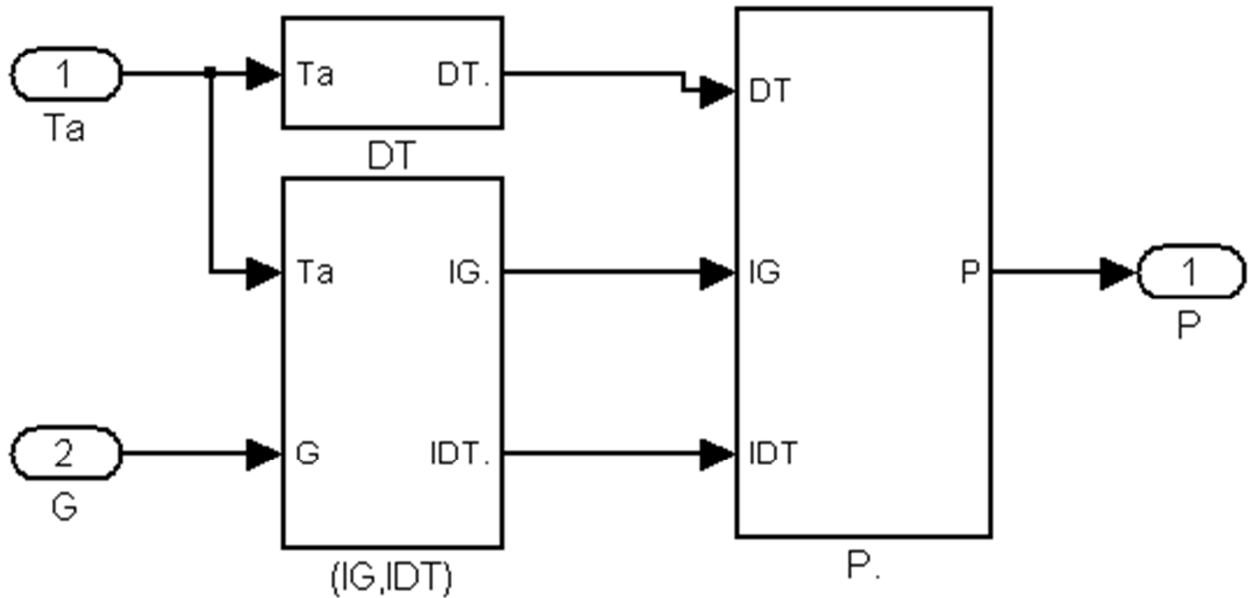 1
Ta
Ta DT.
DT
DT
Ta IG.
IG P
1
P
2
G
G IDT.
IDT
(IG,IDT)
P.